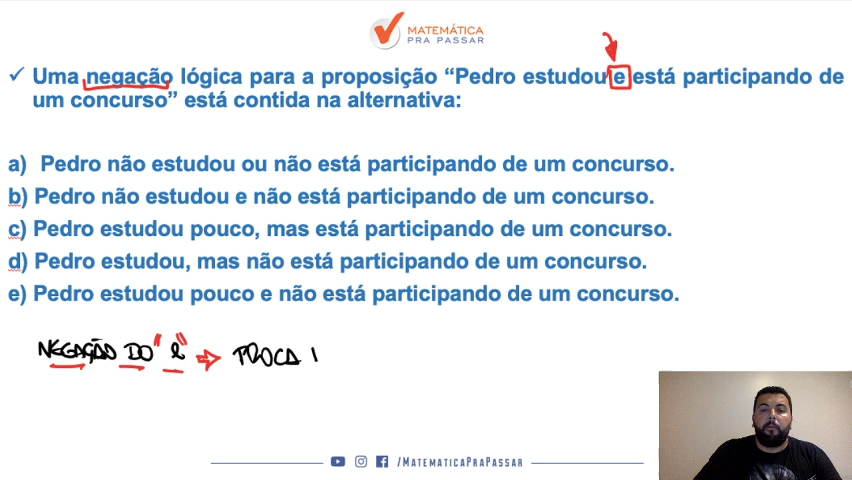 MATEMÁTICA
PRA PASSAR
✓ Uma negação lógica para a proposição “Pedro estudou e está participando de
um concurso” está contida na alternativa:
a) Pedro não estudou ou não está participando de um concurso.
b) Pedro não estudou e não está participando de um concurso.
c) Pedro estudou pouco, mas está participando de um concurso.
d) Pedro estudou, mas não está participando de um concurso.
e) Pedro estudou pouco e não está participando de um concurso.
NEGAÇÃO DO "e" ⇒ TROCA
/MatematicaPraPassar